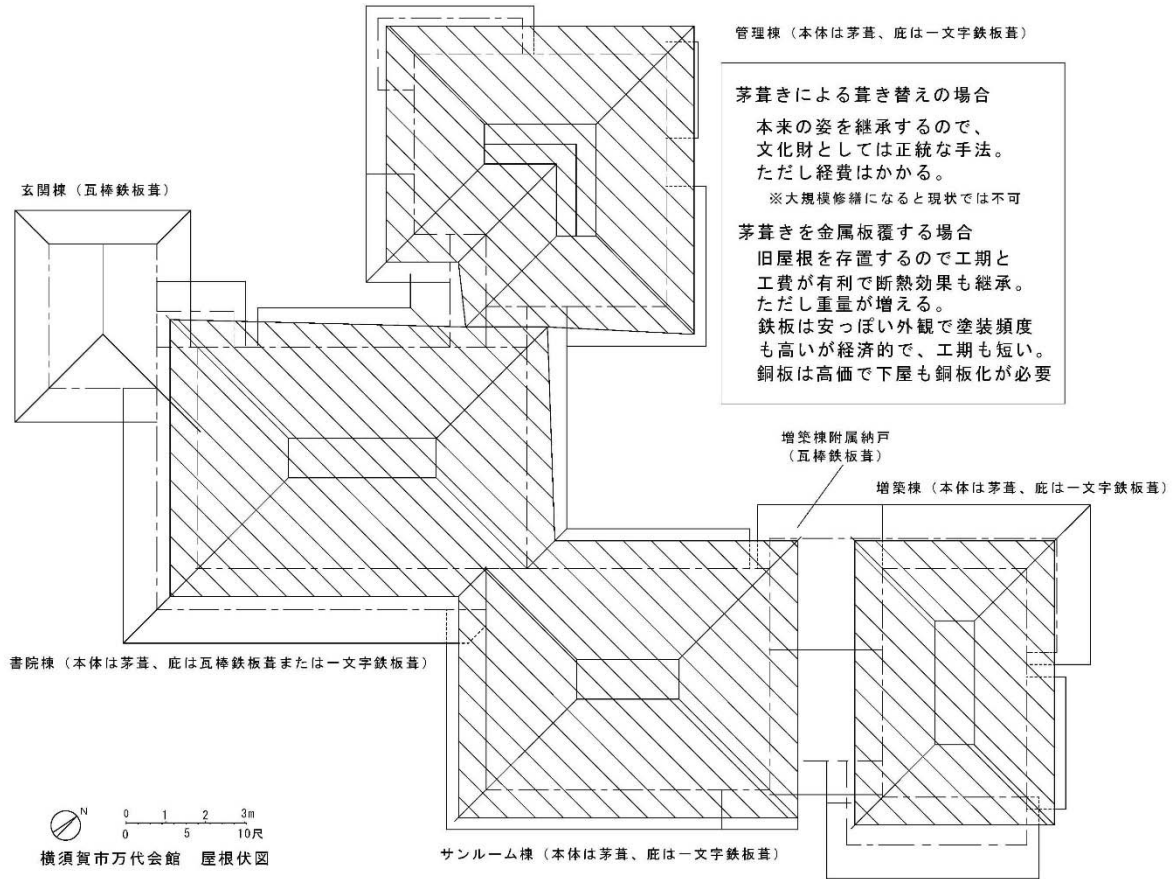 管理棟（本体は茅葺、庇は一文字鉄板葺）
茅葺きによる葺き替えの場合
本来の姿を継承するので、
文化財としては正統な手法。
ただし経費はかかる。
※大規模修繕になると現状では不可
茅葺きを金属板覆する場合
旧屋根を存置するので工期と
工費が有利で断熱効果も継承。
ただし重量が増える。
鉄板は安っぽい外観で塗装頻度
も高いが経済的で、工期も短い。
銅板は高価で下屋も銅板化が必要
玄関棟（瓦棒鉄板葺）
増築棟附属納戸
（瓦棒鉄板葺）
増築棟（本体は茅葺、庇は一文字鉄板葺）
書院棟（本体は茅葺、庇は瓦棒鉄板葺または一文字鉄板葺）
N
0 1 2 3m
0 5 10尺
横須賀市万代会館 屋根伏図
サンルーム棟（本体は茅葺、庇は一文字鉄板葺）